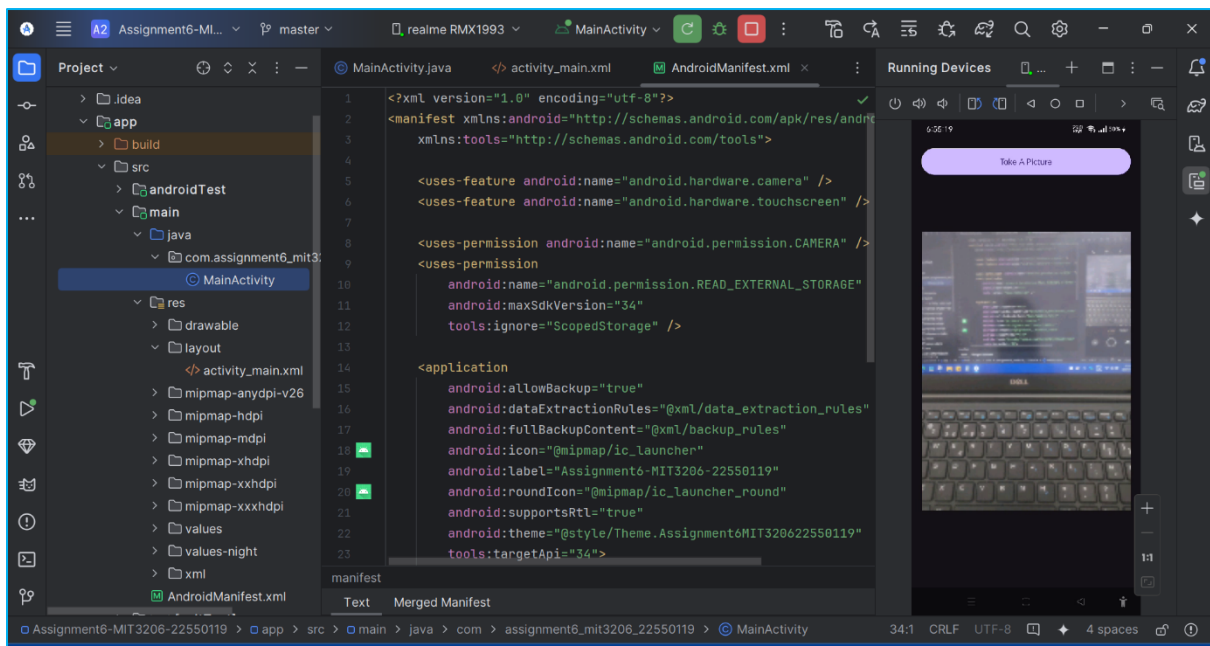 A2 Assignment6-MI... master realme RMX1993 MainActivity
Project
.idea
app
build
src
androidTest
main
java
com.assignment6_mit3
MainActivity
res
drawable
layout
</> activity_main.xml
mipmap-anydpi-v26
mipmap-hdpi
mipmap-mdpi
mipmap-xhdpi
mipmap-xxhdpi
mipmap-xxxhdpi
values
values-night
xml
AndroidManifest.xml
MainActivity.java </> activity_main.xml AndroidManifest.xml
1 <?xml version="1.0" encoding="utf-8"?>
2 <manifest xmlns:android="http://schemas.android.com/apk/res/andro
3 xmlns:tools="http://schemas.android.com/tools">
4
5 <uses-feature android:name="android.hardware.camera" />
6 <uses-feature android:name="android.hardware.touchscreen" />
7
8 <uses-permission android:name="android.permission.CAMERA" />
9 <uses-permission
10 android:name="android.permission.READ_EXTERNAL_STORAGE"
11 android:maxSdkVersion="34"
12 tools:ignore="ScopedStorage" />
13
14 <application
15 android:allowBackup="true"
16 android:dataExtractionRules="@xml/data_extraction_rules"
17 android:fullBackupContent="@xml/backup_rules"
18 android:icon="@mipmap/ic_launcher"
19 android:label="Assignment6-MIT3206-22550119"
20 android:roundIcon="@mipmap/ic_launcher_round"
21 android:supportsRtl="true"
22 android:theme="@style/Theme.Assignment6MIT320622550119"
23 tools:targetApi="34">
manifest
Text Merged Manifest
Running Devices
6:55:19
Take A Picture
DELL
1:1
Assignment6-MIT3206-22550119 > app > src > main > java > com > assignment6_mit3206_22550119 > MainActivity 34:1 CRLF UTF-8 4 spaces